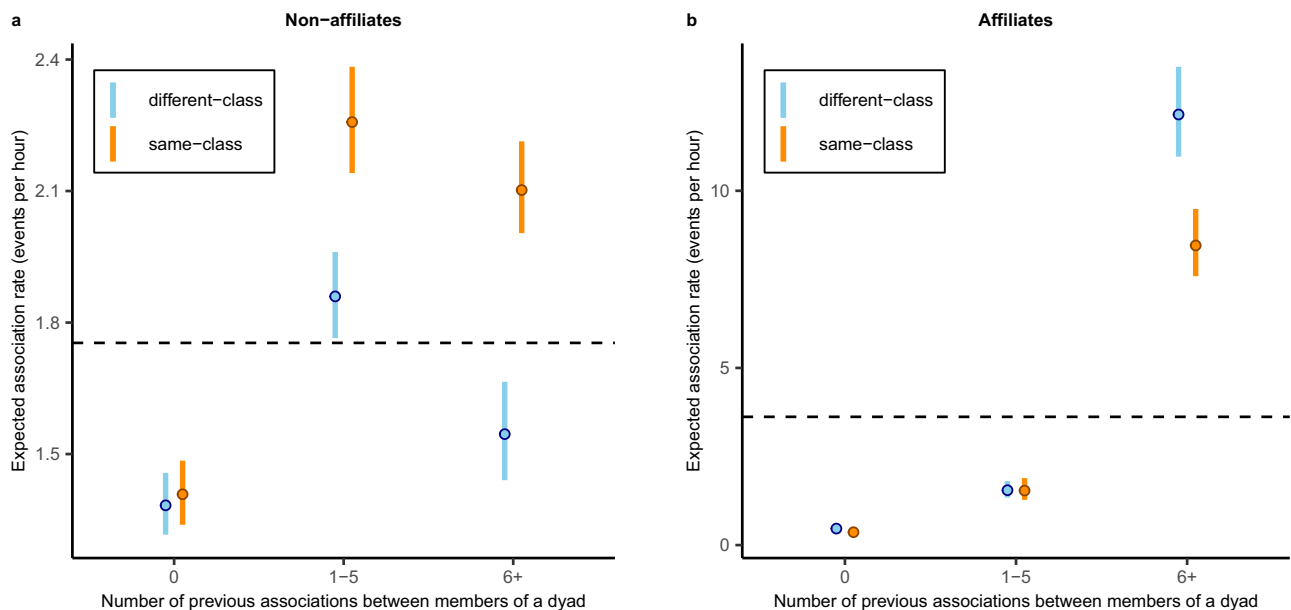 a
Non−affiliates
Expected association rate (events per hour)
2.4
2.1
1.8
1.5
different−class
same−class
0
1−5
6+
Number of previous associations between members of a dyad
b
Affiliates
Expected association rate (events per hour)
10
5
0
different−class
same−class
0
1−5
6+
Number of previous associations between members of a dyad